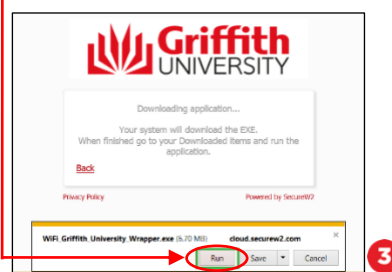 Griffith
UNIVERSITY
Downloading application...
Your system will download the EXE.
When finished go to your Downloaded Items and run the
application.
Back
Privacy Policy Powered by SecureW2
WiFi_Griffith_University_Wrapper.exe (5.70 MB) cloud.securew2.com ×
Run Save Cancel
3